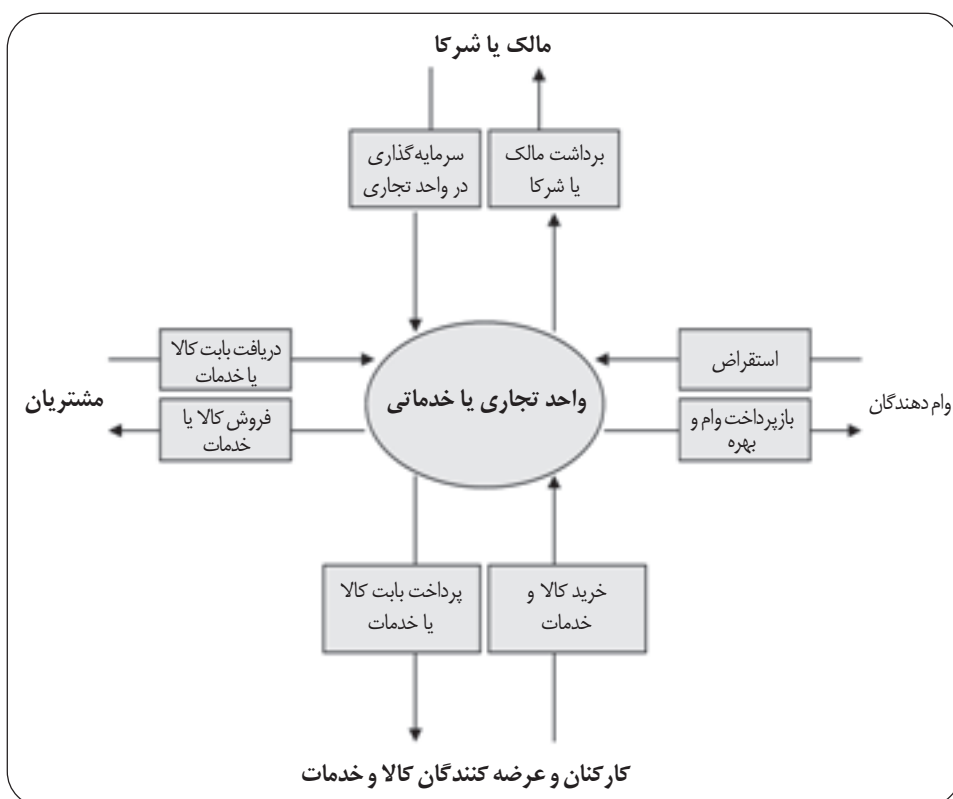 مالک یا شرکا
برداشت مالک
یا شرکا
سرمایه‌گذاری
در واحد تجاری
استقراض
بازپرداخت وام و
بهره
وام دهندگان
واحد تجاری یا خدماتی
دریافت بابت کالا
یا خدمات
فروش کالا یا
خدمات
مشتریان
خرید کالا و
خدمات
پرداخت بابت کالا
یا خدمات
کارکنان و عرضه کنندگان کالا و خدمات